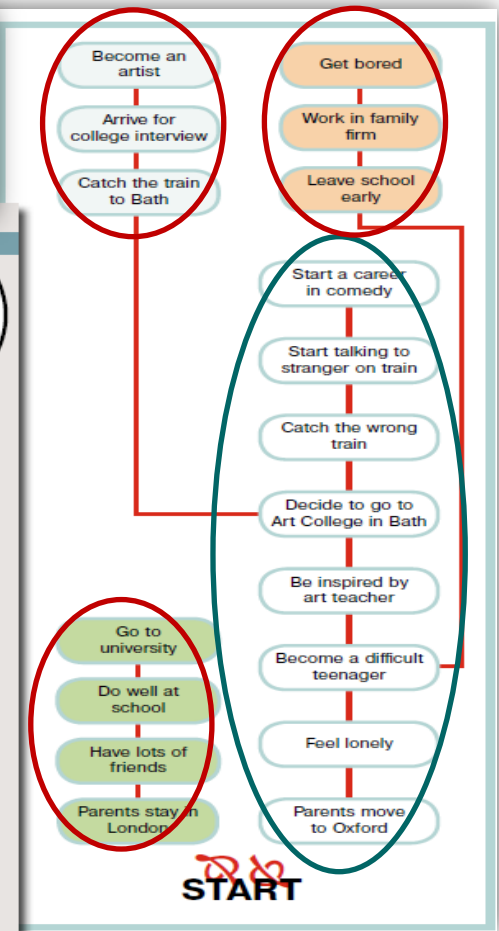 Become an
artist
Arrive for
college interview
Catch the train
to Bath
Get bored
Work in family
firm
Leave school
early
Start a career
in comedy
Start talking to
stranger on train
Catch the wrong
train
Decide to go to
Art College in Bath
Be inspired by
art teacher
Become a difficult
teenager
Feel lonely
Parents move
to Oxford
Go to
university
Do well at
school
Have lots of
friends
Parents stay in
London
START